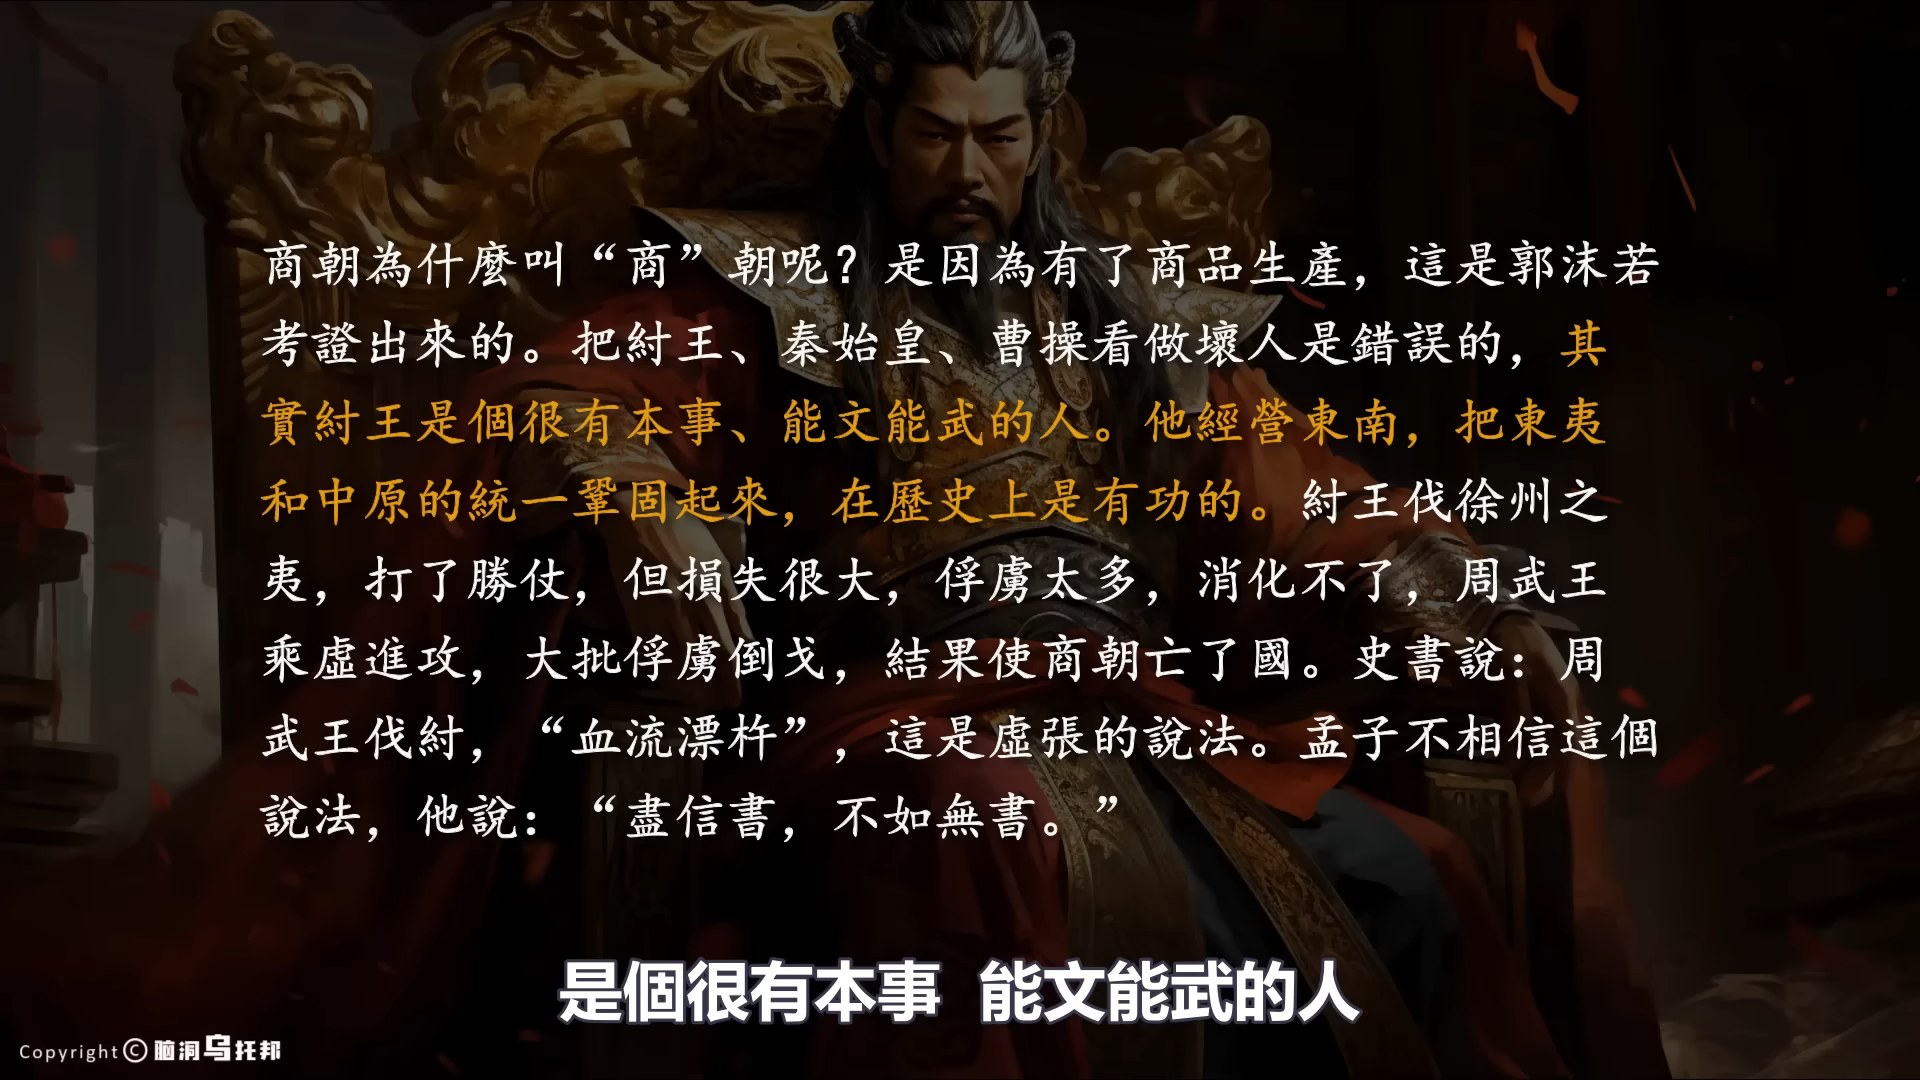 商朝為什麼叫“商”朝呢？是因為有了商品生產，這是郭沫若
考證出來的。把紂王、秦始皇、曹操看做壞人是錯誤的，其
實紂王是個很有本事、能文能武的人。他經營東南，把東夷
和中原的統一鞏固起來，在歷史上是有功的。紂王伐徐州之
夷，打了勝仗，但損失很大，俘虜太多，消化不了，周武王
乘虛進攻，大批俘虜倒戈，結果使商朝亡了國。史書說：周
武王伐紂，“血流漂杵”，這是虛張的說法。孟子不相信這個
說法，他說：“盡信書，不如無書。”
是個很有本事 能文能武的人
Copyright © 脑洞乌托邦